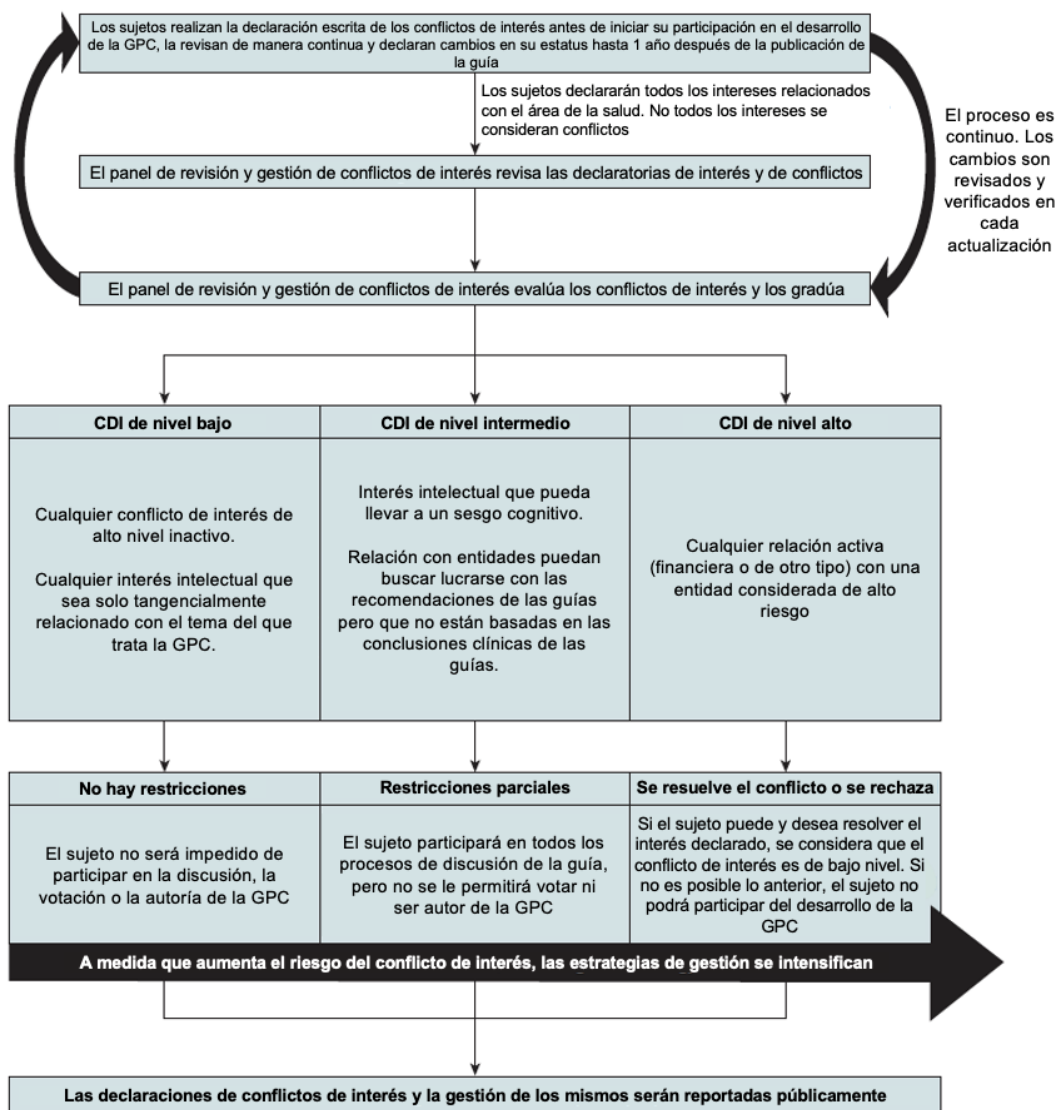 Los sujetos realizan la declaración escrita de los conflictos de interés antes de iniciar su participación en el desarrollo
de la GPC, la revisan de manera continua y declaran cambios en su estatus hasta 1 año después de la publicación de
la guía
Los sujetos declararán todos los intereses relacionados
con el área de la salud. No todos los intereses se
consideran conflictos
El proceso es
continuo. Los
cambios son
revisados y
verificados en
cada
actualización
El panel de revisión y gestión de conflictos de interés revisa las declaratorias de interés y de conflictos
El panel de revisión y gestión de conflictos de interés evalúa los conflictos de interés y los gradúa
CDI de nivel bajo
Cualquier conflicto de interés de
alto nivel inactivo.
Cualquier interés intelectual que
sea solo tangencialmente
relacionado con el tema del que
trata la GPC.
CDI de nivel intermedio
Interés intelectual que pueda
llevar a un sesgo cognitivo.
Relación con entidades puedan
buscar lucrarse con las
recomendaciones de las guías
pero que no están basadas en las
conclusiones clínicas de las
guías.
CDI de nivel alto
Cualquier relación activa
(financiera o de otro tipo) con una
entidad considerada de alto
riesgo
No hay restricciones
El sujeto no será impedido de
participar en la discusión, la
votación o la autoría de la GPC
Restricciones parciales
El sujeto participará en todos los
procesos de discusión de la guía,
pero no se le permitirá votar ni
ser autor de la GPC
Se resuelve el conflicto o se rechaza
Si el sujeto puede y desea resolver el
interés declarado, se considera que el
conflicto de interés es de bajo nivel. Si
no es posible lo anterior, el sujeto no
podrá participar del desarrollo de la
GPC
A medida que aumenta el riesgo del conflicto de interés, las estrategias de gestión se intensifican
Las declaraciones de conflictos de interés y la gestión de los mismos serán reportadas públicamente